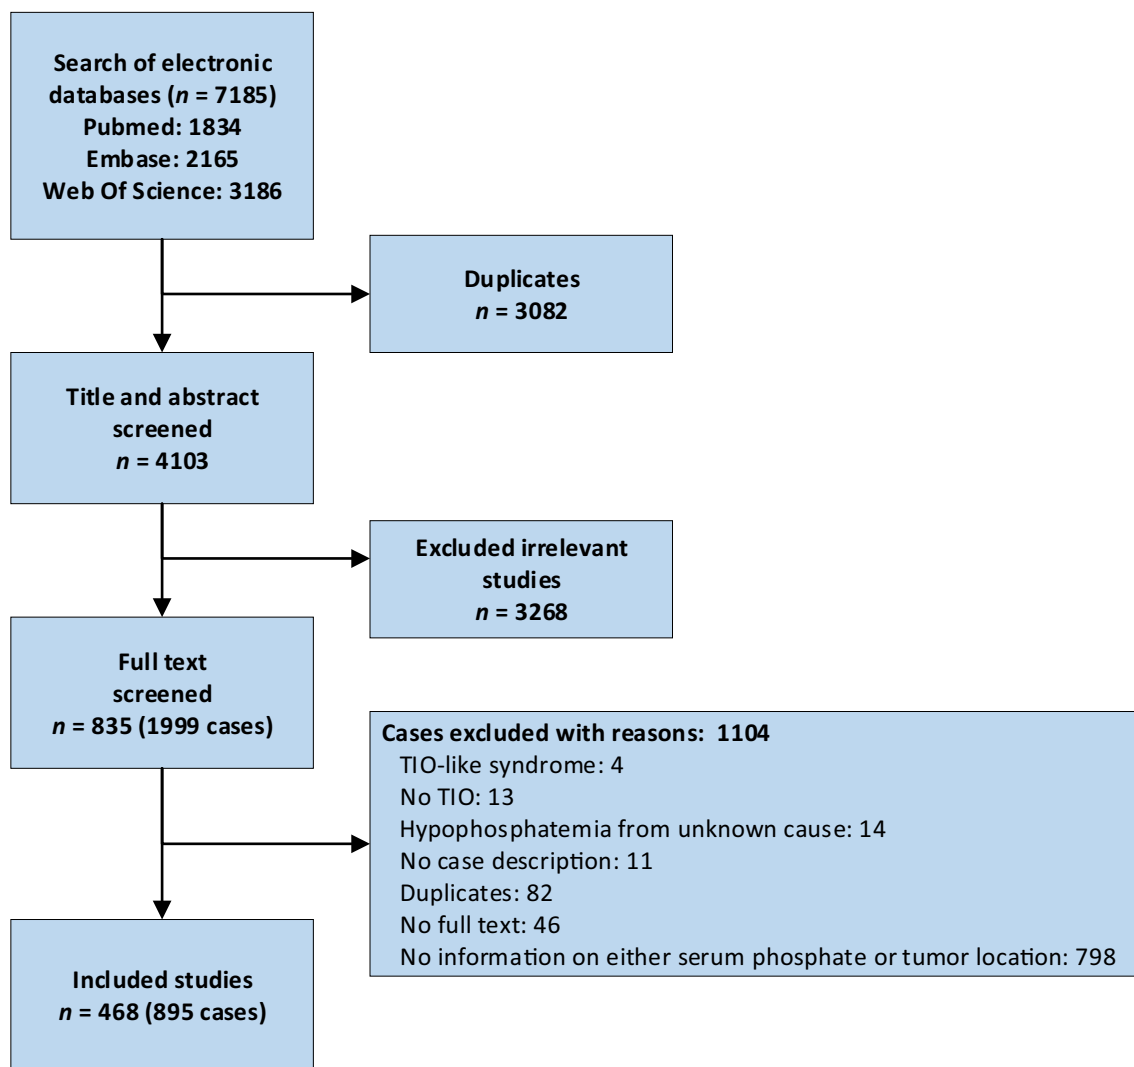 Search of electronic
databases (n = 7185)
Pubmed: 1834
Embase: 2165
Web Of Science: 3186
Duplicates
n = 3082
Title and abstract
screened
n = 4103
Excluded irrelevant
studies
n = 3268
Full text
screened
n = 835 (1999 cases)
Cases excluded with reasons: 1104
TIO-like syndrome: 4
No TIO: 13
Hypophosphatemia from unknown cause: 14
No case description: 11
Duplicates: 82
No full text: 46
No information on either serum phosphate or tumor location: 798
Included studies
n = 468 (895 cases)